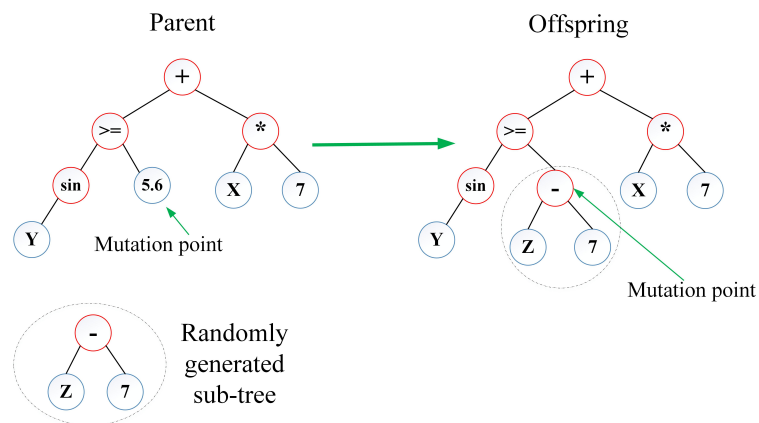 Parent
Offspring
+
+
>=
*
>=
*
sin
5.6
X
7
sin
-
X
7
Y
Mutation point
Y
Z
7
Mutation point
-
Z
7
Randomly
generated
sub-tree